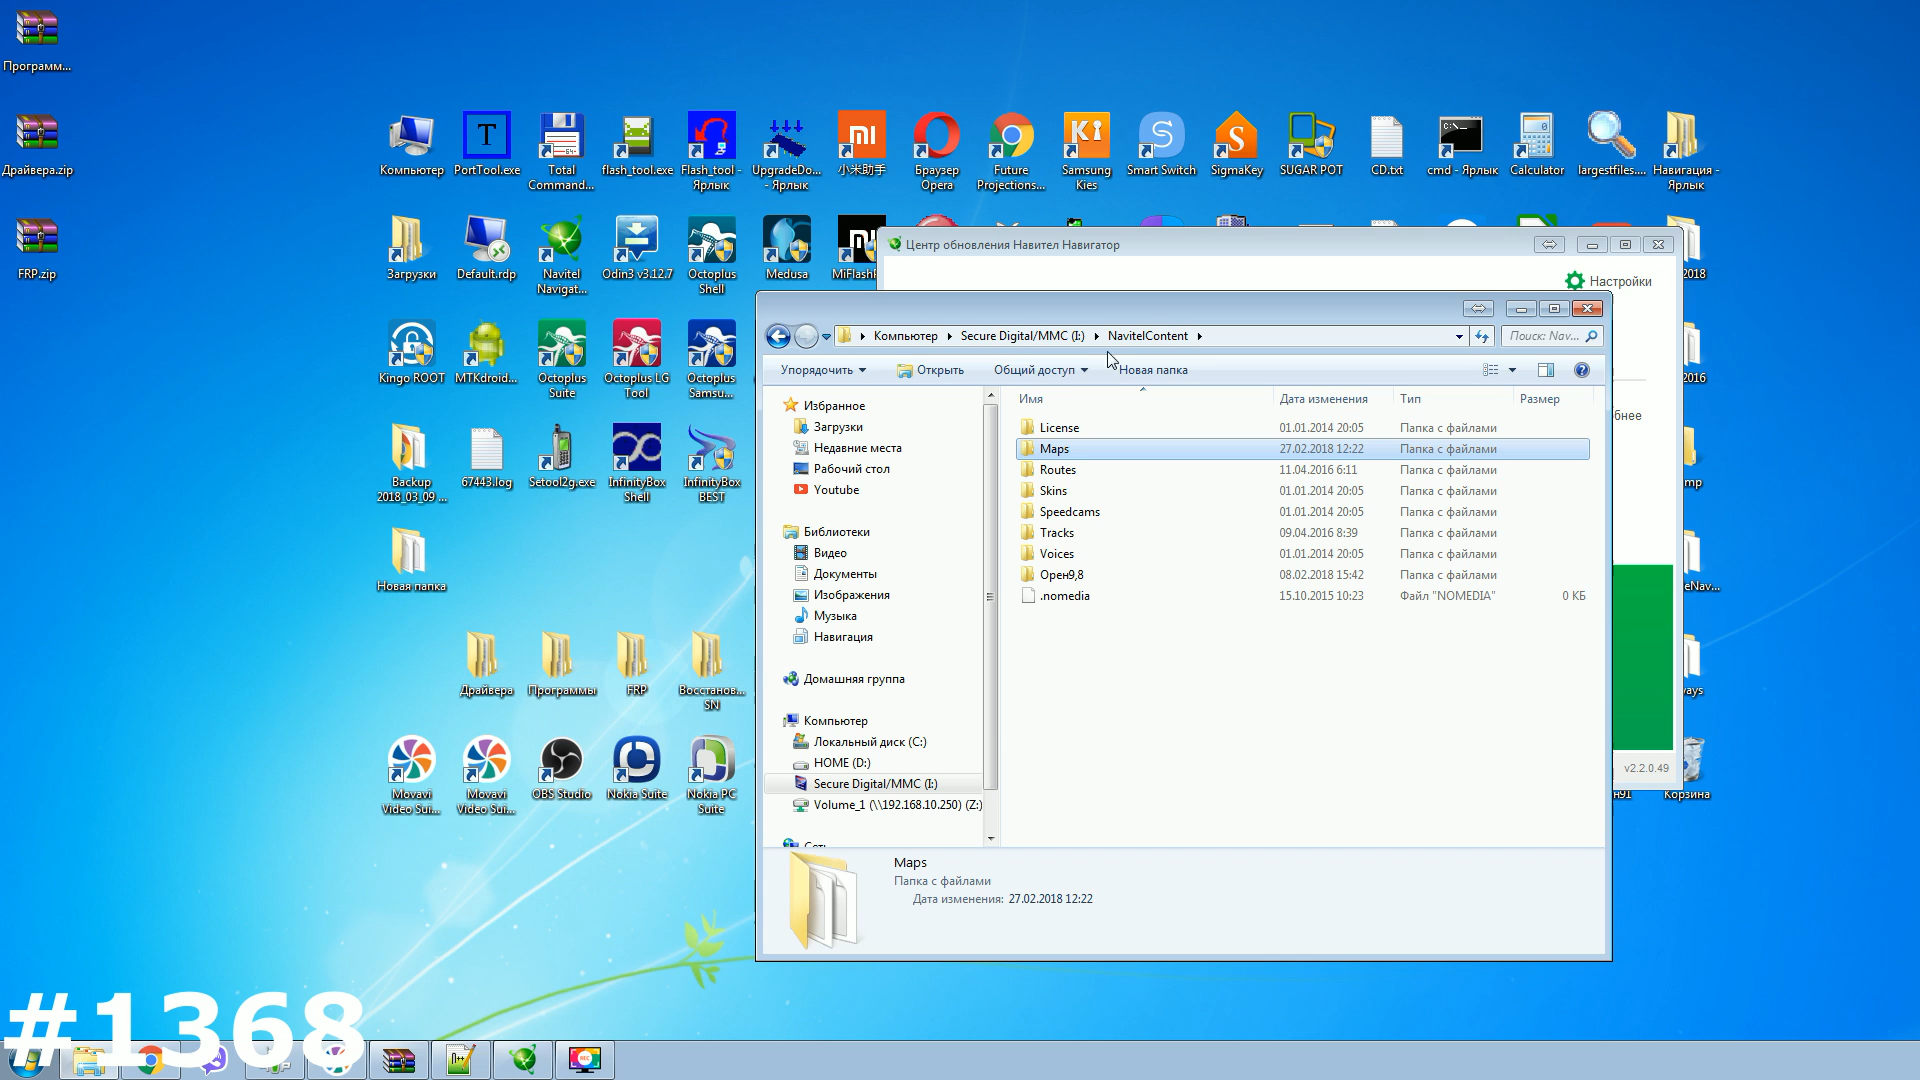 Программ...
Драйвера.zip
FRP.zip
Компьютер
PortTool.exe
Total Command...
flash_tool.exe
Flash_tool - Ярлык
UpgradeDo... - Ярлык
小米助手
Браузер Opera
Future Projections...
Samsung Kies
Smart Switch
SigmaKey
SUGAR POT
CD.txt
cmd - Ярлык
Calculator
largestfiles....
Навигация - Ярлык
Загрузки
Default.rdp
Navitel Navigat...
Odin3 v3.12.7
Octoplus Shell
Medusa
MiFlash
2018
Kingo ROOT
MTKdroid...
Octoplus Suite
Octoplus LG Tool
Octoplus Samsu...
2016
Backup 2018_03_09 ...
67443.log
Setool2g.exe
InfinityBox Shell
InfinityBox BEST
mp
Новая папка
eNav...
Драйвера
Программы
FRP
Восстанов... SN
ays
Movavi Video Sui...
Movavi Video Sui...
OBS Studio
Nokia Suite
Nokia PC Suite
Корзина
Центр обновления Навител Навигатор
Настройки
бнее
v2.2.0.49
Компьютер
Secure Digital/MMC (I:)
NavitelContent
Поиск: Nav...
Упорядочить
Открыть
Общий доступ
Новая папка
Избранное
Загрузки
Недавние места
Рабочий стол
Youtube
Библиотеки
Видео
Документы
Изображения
Музыка
Навигация
Домашняя группа
Компьютер
Локальный диск (C:)
HOME (D:)
Secure Digital/MMC (I:)
Volume_1 (\\192.168.10.250) (Z:)
Имя Дата изменения Тип Размер
License 01.01.2014 20:05 Папка с файлами
Maps 27.02.2018 12:22 Папка с файлами
Routes 11.04.2016 6:11 Папка с файлами
Skins 01.01.2014 20:05 Папка с файлами
Speedcams 01.01.2014 20:05 Папка с файлами
Tracks 09.04.2016 8:39 Папка с файлами
Voices 01.01.2014 20:05 Папка с файлами
Орен9,8 08.02.2018 15:42 Папка с файлами
.nomedia 15.10.2015 10:23 Файл "NOMEDIA" 0 КБ
Maps
Папка с файлами
Дата изменения: 27.02.2018 12:22
#1368